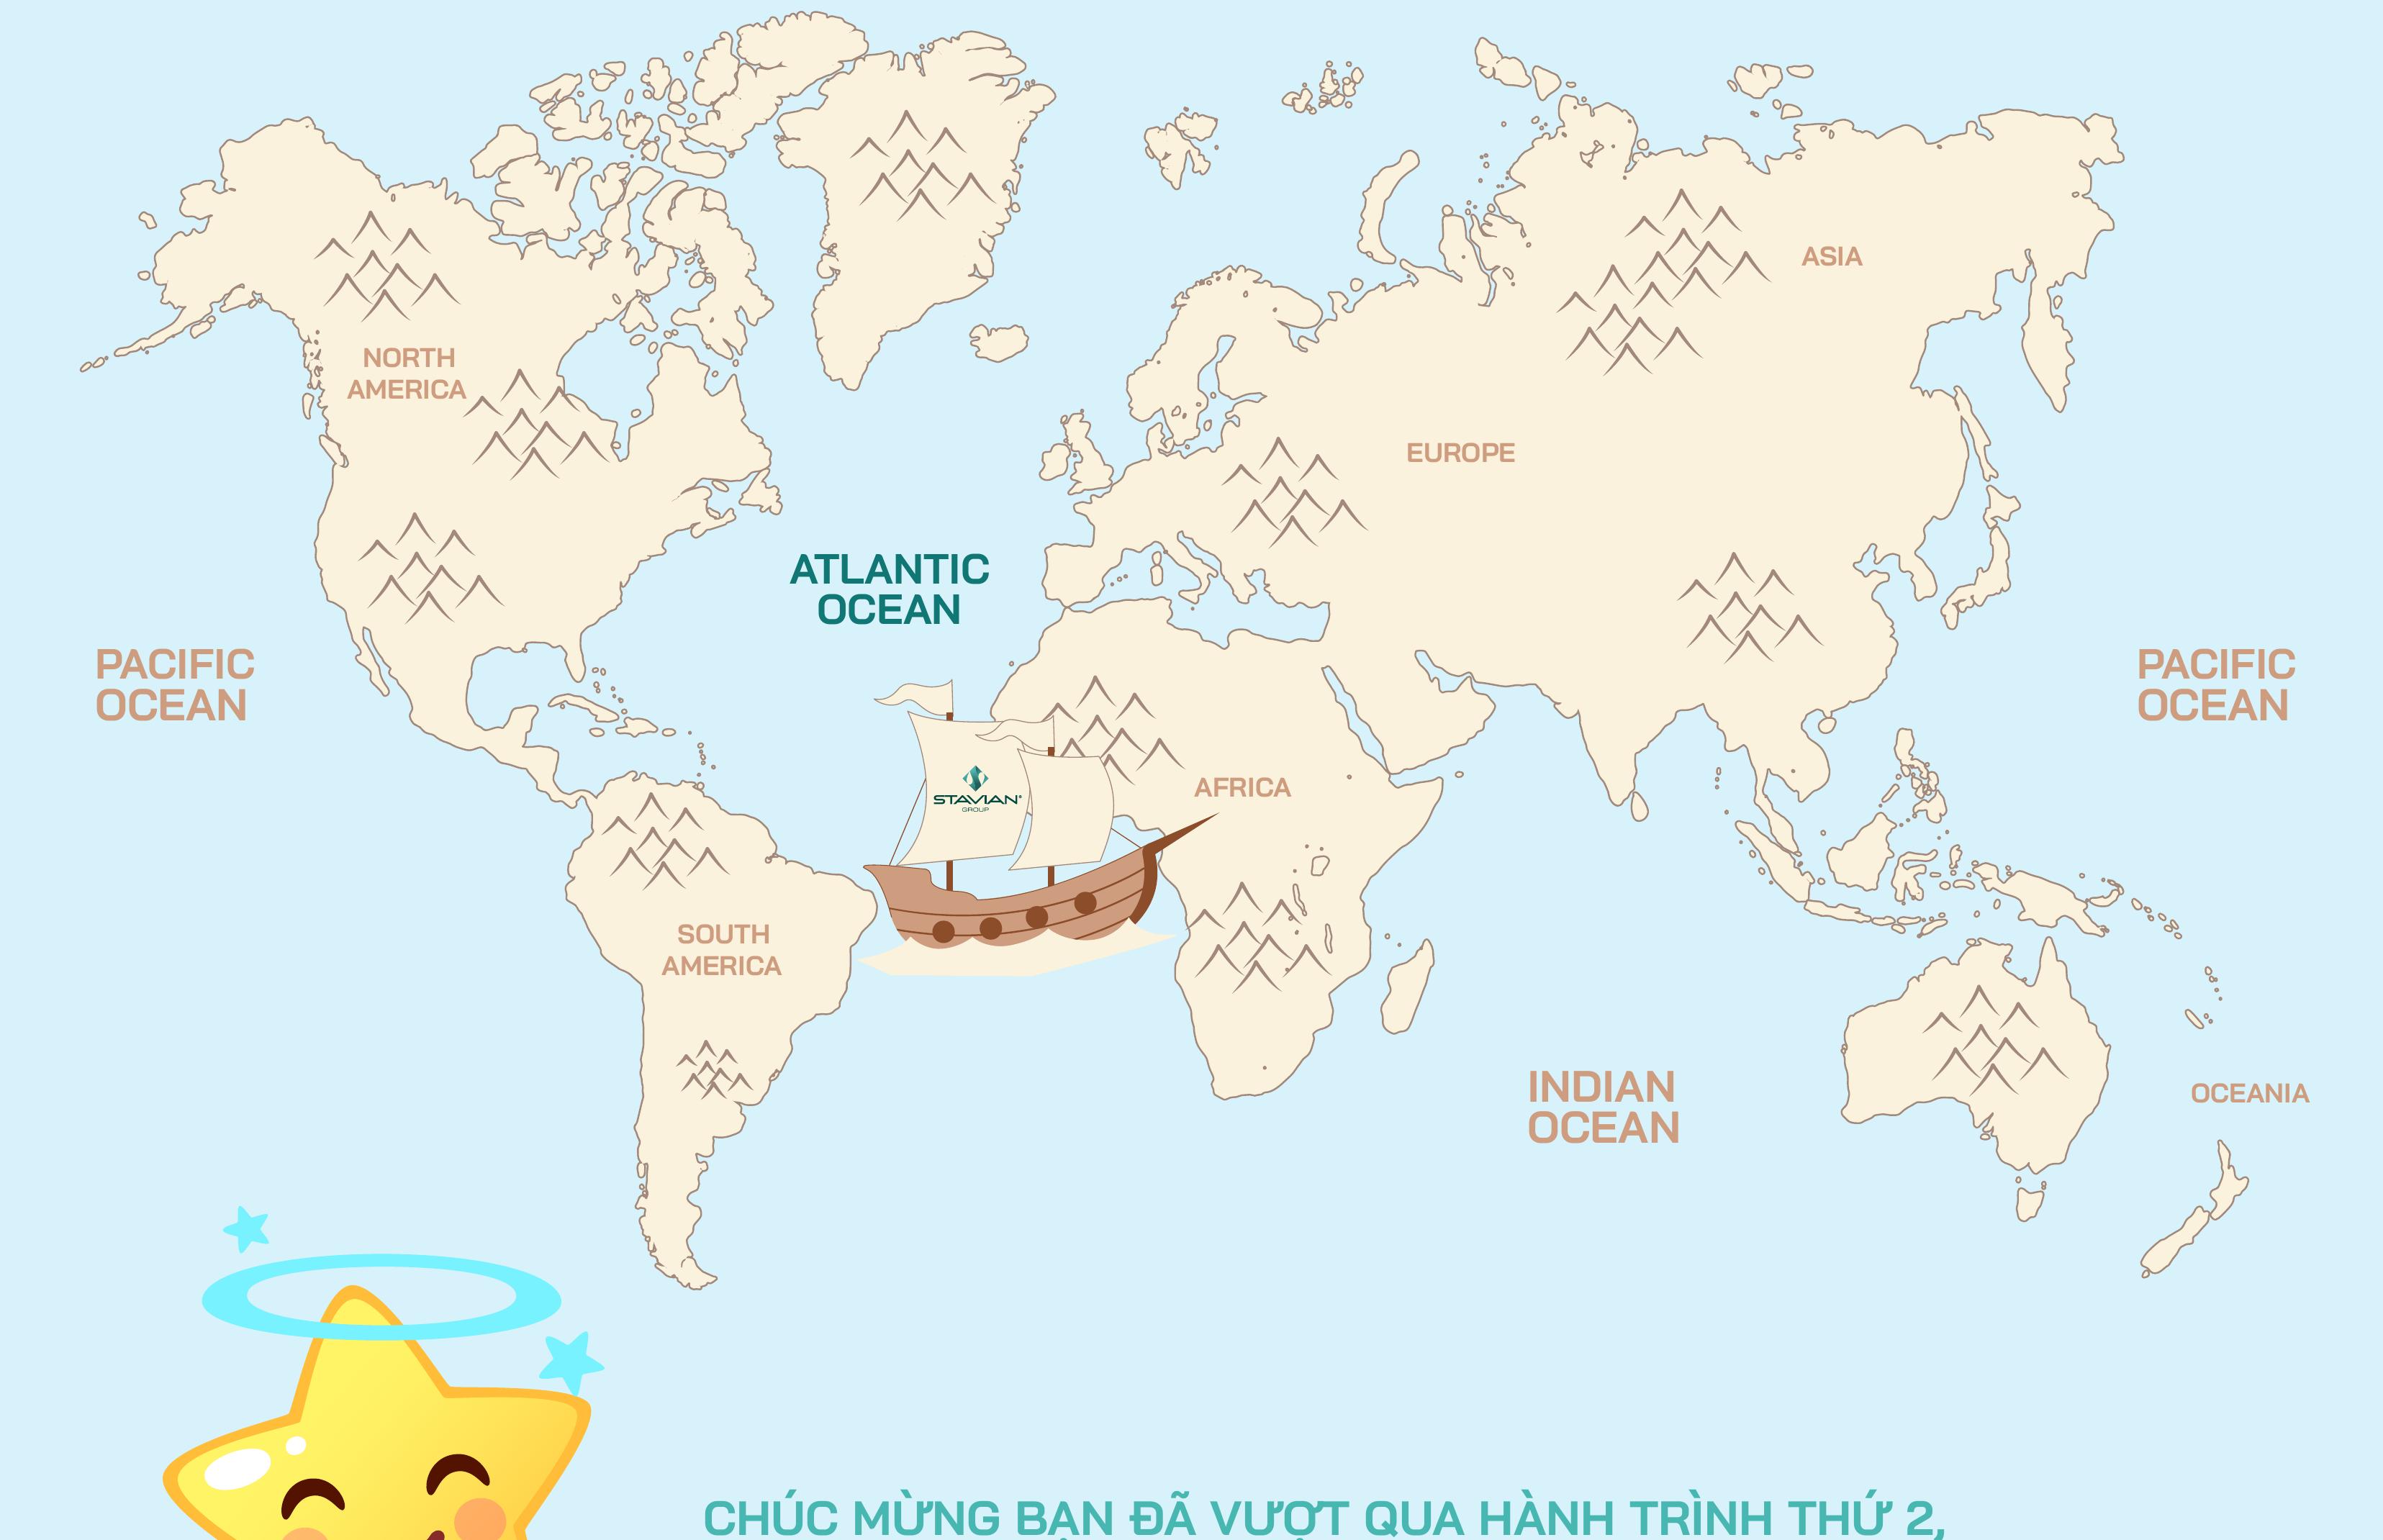 ASIA
NORTH
AMERICA
EUROPE
ATLANTIC
OCEAN
PACIFIC
OCEAN
PACIFIC
OCEAN
STAVIAN
GROUP
AFRICA
SOUTH
AMERICA
INDIAN
OCEAN
OCEANIA
CHÚC MỪNG BẠN ĐÃ VƯỢT QUA HÀNH TRÌNH THỨ 2,